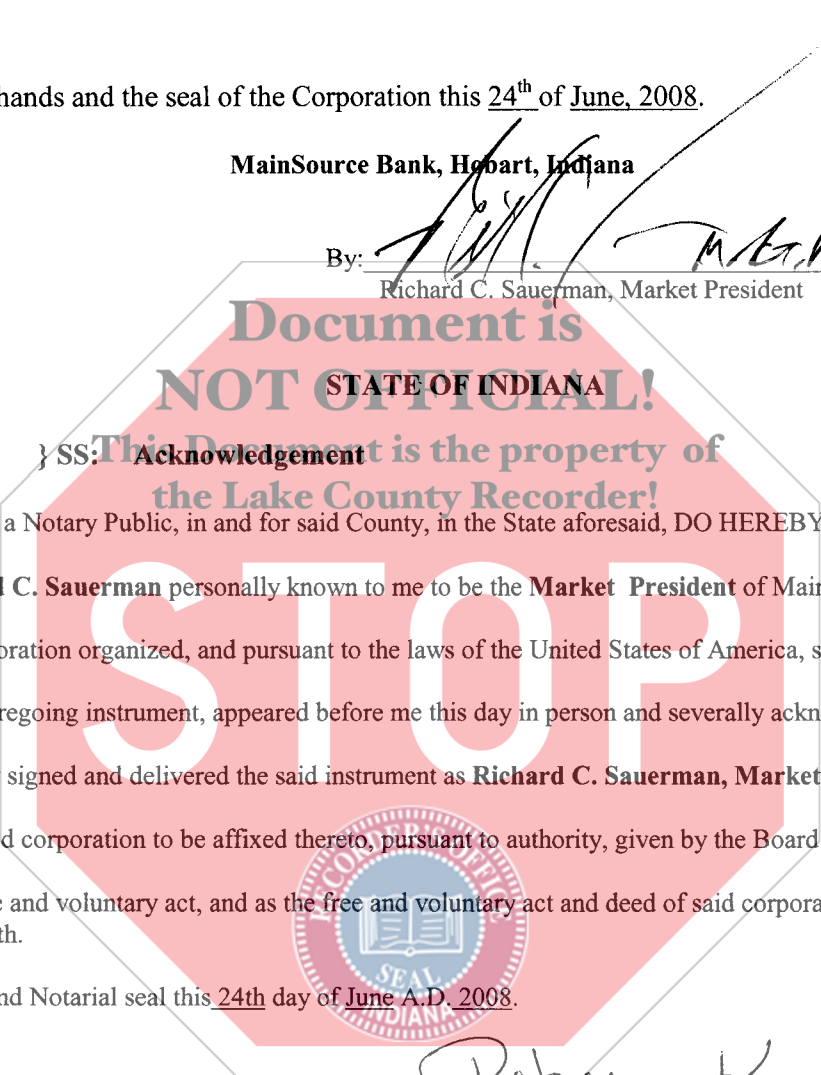 hands and the seal of the Corporation this 24th of June, 2008.
MainSource Bank, Hobart, Indiana
By:
Richard C. Sauerman, Market President
Document is
NOT OFFICIAL!
STATE OF INDIANA
This Document is the property of
} SS: Acknowledgement
the Lake County Recorder!
a Notary Public, in and for said County, in the State aforesaid, DO HEREBY
C. Sauerman personally known to me to be the Market President of Main
oration organized, and pursuant to the laws of the United States of America, s
regoing instrument, appeared before me this day in person and severally ackn
signed and delivered the said instrument as Richard C. Sauerman, Market
d corporation to be affixed thereto, pursuant to authority, given by the Board
e and voluntary act, and as the free and voluntary act and deed of said corpora
th.
nd Notarial seal this 24th day of June A.D. 2008.
STOP
RECORDER'S OFFICE
SEAL
INDIANA